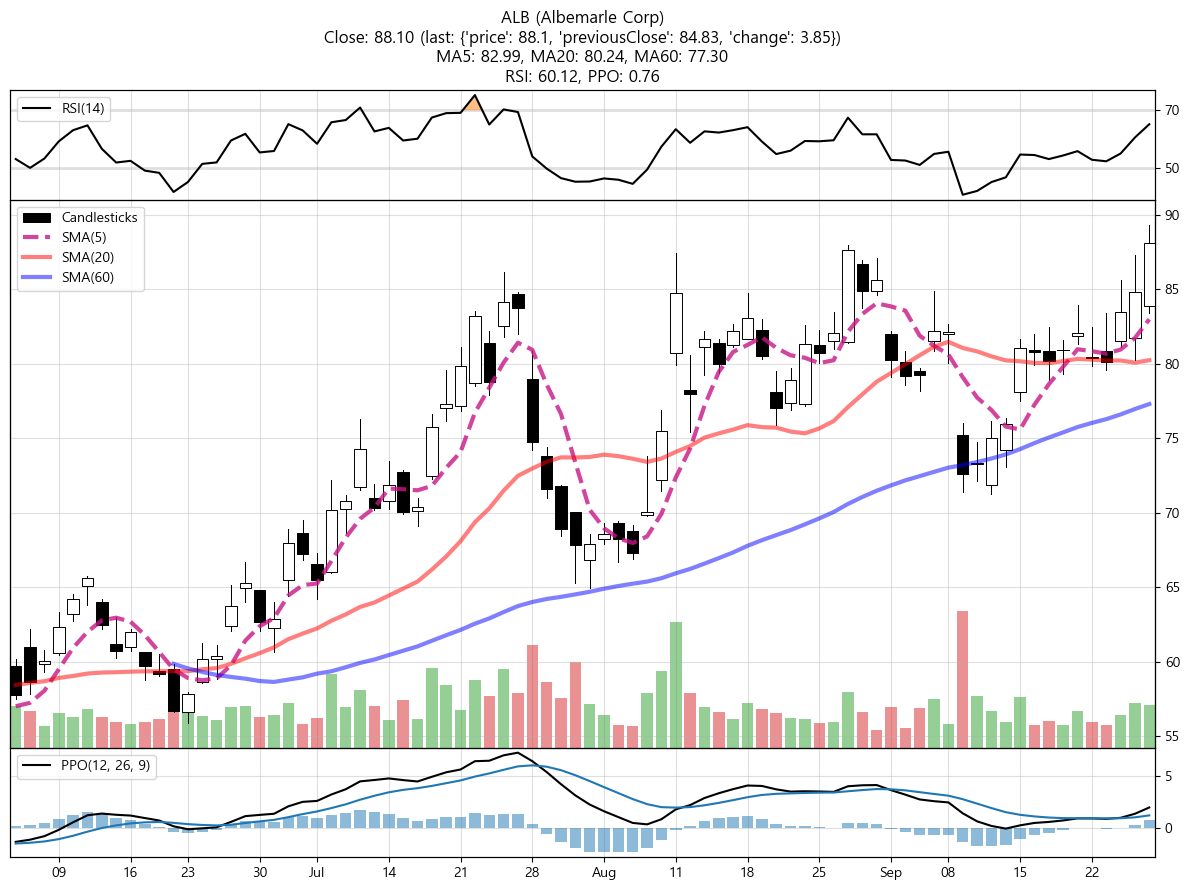 ALB (Albemarle Corp)
Close: 88.10 (last: {'price': 88.1, 'previousClose': 84.83, 'change': 3.85})
MA5: 82.99, MA20: 80.24, MA60: 77.30
RSI: 60.12, PPO: 0.76
RSI(14)
70
50
Candlesticks
SMA(5)
SMA(20)
SMA(60)
90
85
80
75
70
65
60
55
PPO(12, 26, 9)
5
0
09 16 23 30 Jul 14 21 28 Aug 11 18 25 Sep 08 15 22